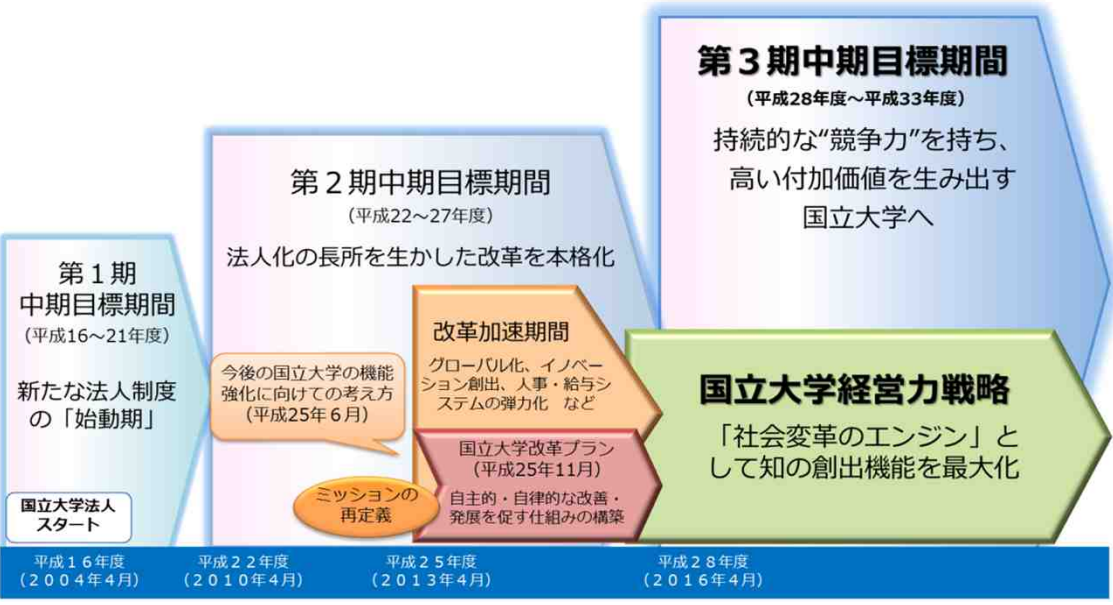 第３期中期目標期間
（平成28年度～平成33年度）
持続的な“競争力”を持ち、
高い付加価値を生み出す
国立大学へ
第２期中期目標期間
（平成22～27年度）
法人化の長所を生かした改革を本格化
第１期
中期目標期間
（平成16～21年度）
新たな法人制度
の「始動期」
改革加速期間
グローバル化、イノベー
ション創出、人事・給与シ
ステムの弾力化　など
今後の国立大学の機能
強化に向けての考え方
（平成25年６月）
国立大学経営力戦略
「社会変革のエンジン」と
して知の創出機能を最大化
国立大学改革プラン
（平成25年11月）
自主的・自律的な改善・
発展を促す仕組みの構築
ミッションの
再定義
国立大学法人
スタート
平成１６年度
（２００４年４月）
平成２２年度
（２０１０年４月）
平成２５年度
（２０１３年４月）
平成２８年度
（２０１６年４月）